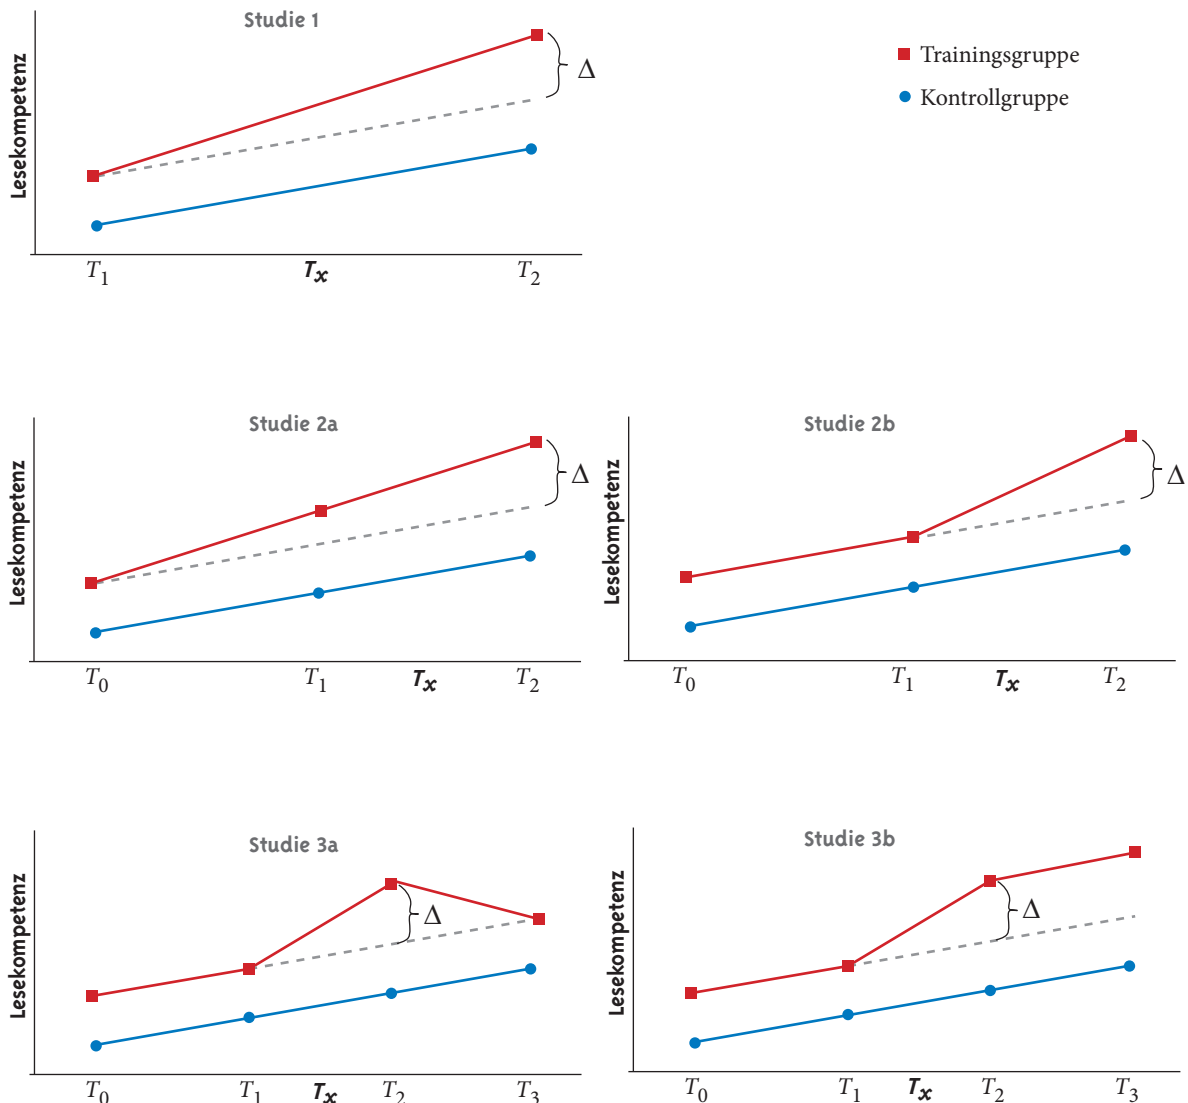 Studie 1
Trainingsgruppe
Kontrollgruppe
Lesekompetenz
Δ
T1 Tx T2
Studie 2a
Lesekompetenz
Δ
T0 T1 Tx T2
Studie 2b
Lesekompetenz
Δ
T0 T1 Tx T2
Studie 3a
Lesekompetenz
Δ
T0 T1 Tx T2 T3
Studie 3b
Lesekompetenz
Δ
T0 T1 Tx T2 T3